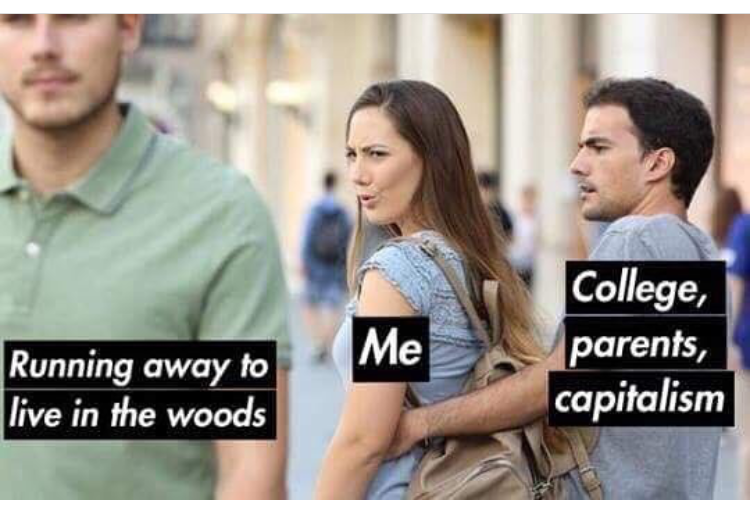 Running away to
live in the woods
Me
College,
parents,
capitalism